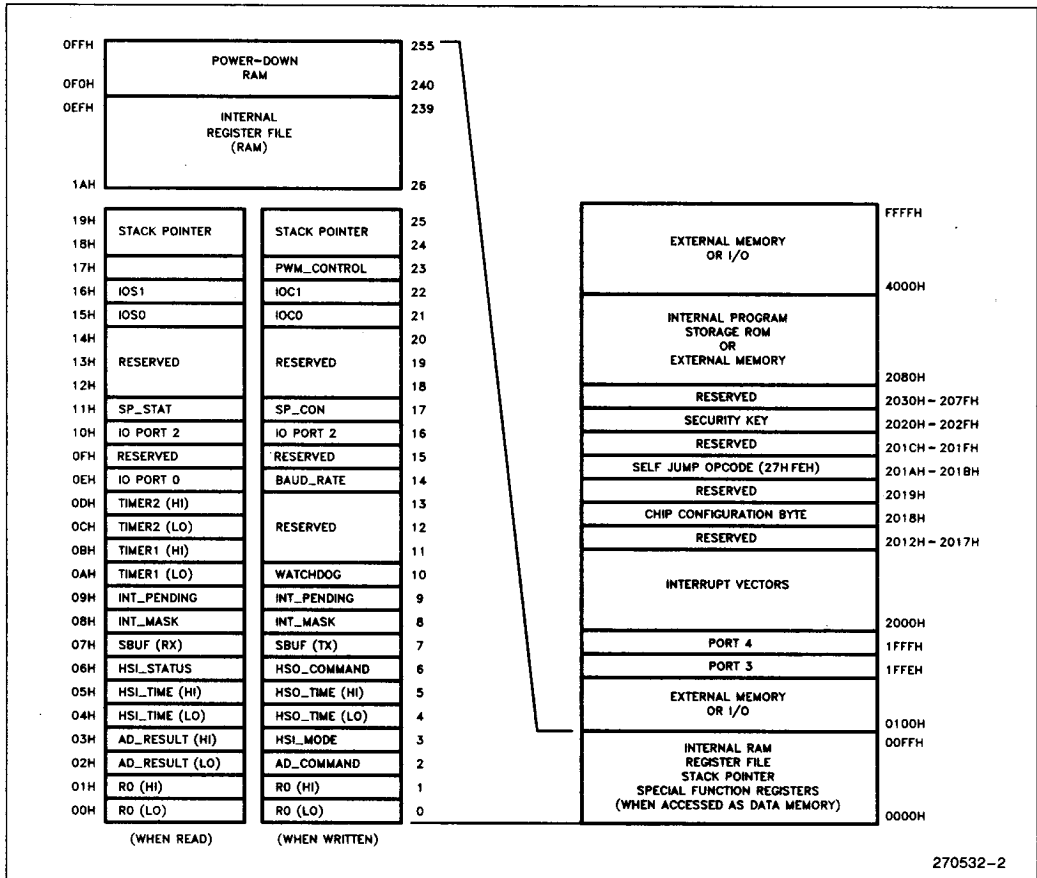 0FFH
POWER-DOWN
RAM
255
0F0H
240
0EFH
INTERNAL
REGISTER FILE
(RAM)
239
1AH
26
19H
STACK POINTER
STACK POINTER
25
18H
24
17H
PWM_CONTROL
23
16H
IOS1
IOC1
22
15H
IOS0
IOC0
21
14H
20
13H
RESERVED
RESERVED
19
12H
18
11H
SP_STAT
SP_CON
17
10H
IO PORT 2
IO PORT 2
16
0FH
RESERVED
RESERVED
15
0EH
IO PORT 0
BAUD_RATE
14
0DH
TIMER2 (HI)
13
0CH
TIMER2 (LO)
RESERVED
12
0BH
TIMER1 (HI)
11
0AH
TIMER1 (LO)
WATCHDOG
10
09H
INT_PENDING
INT_PENDING
9
08H
INT_MASK
INT_MASK
8
07H
SBUF (RX)
SBUF (TX)
7
06H
HSI_STATUS
HSO_COMMAND
6
05H
HSI_TIME (HI)
HSO_TIME (HI)
5
04H
HSI_TIME (LO)
HSO_TIME (LO)
4
03H
AD_RESULT (HI)
HSI_MODE
3
02H
AD_RESULT (LO)
AD_COMMAND
2
01H
R0 (HI)
R0 (HI)
1
00H
R0 (LO)
R0 (LO)
0
(WHEN READ)
(WHEN WRITTEN)
FFFFH
EXTERNAL MEMORY
OR I/O
4000H
INTERNAL PROGRAM
STORAGE ROM
OR
EXTERNAL MEMORY
2080H
RESERVED
2030H - 207FH
SECURITY KEY
2020H - 202FH
RESERVED
201CH - 201FH
SELF JUMP OPCODE (27H FEH)
201AH - 201BH
RESERVED
2019H
CHIP CONFIGURATION BYTE
2018H
RESERVED
2012H - 2017H
INTERRUPT VECTORS
2000H
PORT 4
1FFFH
PORT 3
1FFEH
EXTERNAL MEMORY
OR I/O
0100H
00FFH
INTERNAL RAM
REGISTER FILE
STACK POINTER
SPECIAL FUNCTION REGISTERS
(WHEN ACCESSED AS DATA MEMORY)
0000H
270532-2